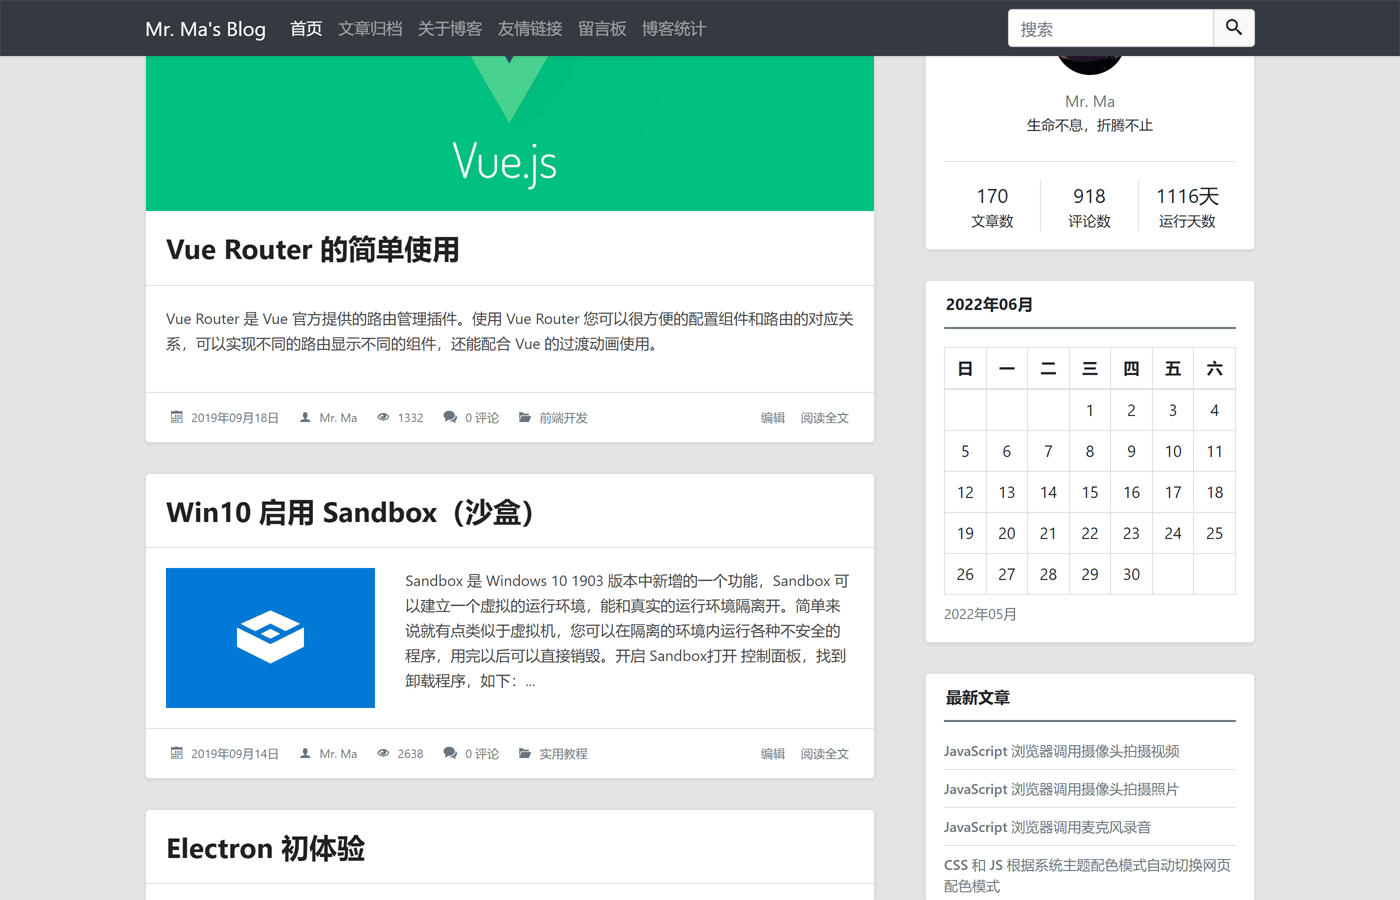 Mr. Ma's Blog 首页 文章归档 关于博客 友情链接 留言板 博客统计 搜索
Vue.js
Vue Router 的简单使用
Vue Router 是 Vue 官方提供的路由管理插件。使用 Vue Router 您可以很方便的配置组件和路由的对应关
系，可以实现不同的路由显示不同的组件，还能配合 Vue 的过渡动画使用。
2019年09月18日 Mr. Ma 1332 0 评论 前端开发 编辑 阅读全文
Win10 启用 Sandbox（沙盒）
Sandbox 是 Windows 10 1903 版本中新增的一个功能，Sandbox 可
以建立一个虚拟的运行环境，能和真实的运行环境隔离开。简单来
说就有点类似于虚拟机，您可以在隔离的环境内运行各种不安全的
程序，用完以后可以直接销毁。开启 Sandbox打开 控制面板，找到
卸载程序，如下：...
2019年09月14日 Mr. Ma 2638 0 评论 实用教程 编辑 阅读全文
Electron 初体验
Mr. Ma
生命不息，折腾不止
170 918 1116天
文章数 评论数 运行天数
2022年06月
日 一 二 三 四 五 六
1 2 3 4
5 6 7 8 9 10 11
12 13 14 15 16 17 18
19 20 21 22 23 24 25
26 27 28 29 30
2022年05月
最新文章
JavaScript 浏览器调用摄像头拍摄视频
JavaScript 浏览器调用摄像头拍摄照片
JavaScript 浏览器调用麦克风录音
CSS 和 JS 根据系统主题配色模式自动切换网页
配色模式